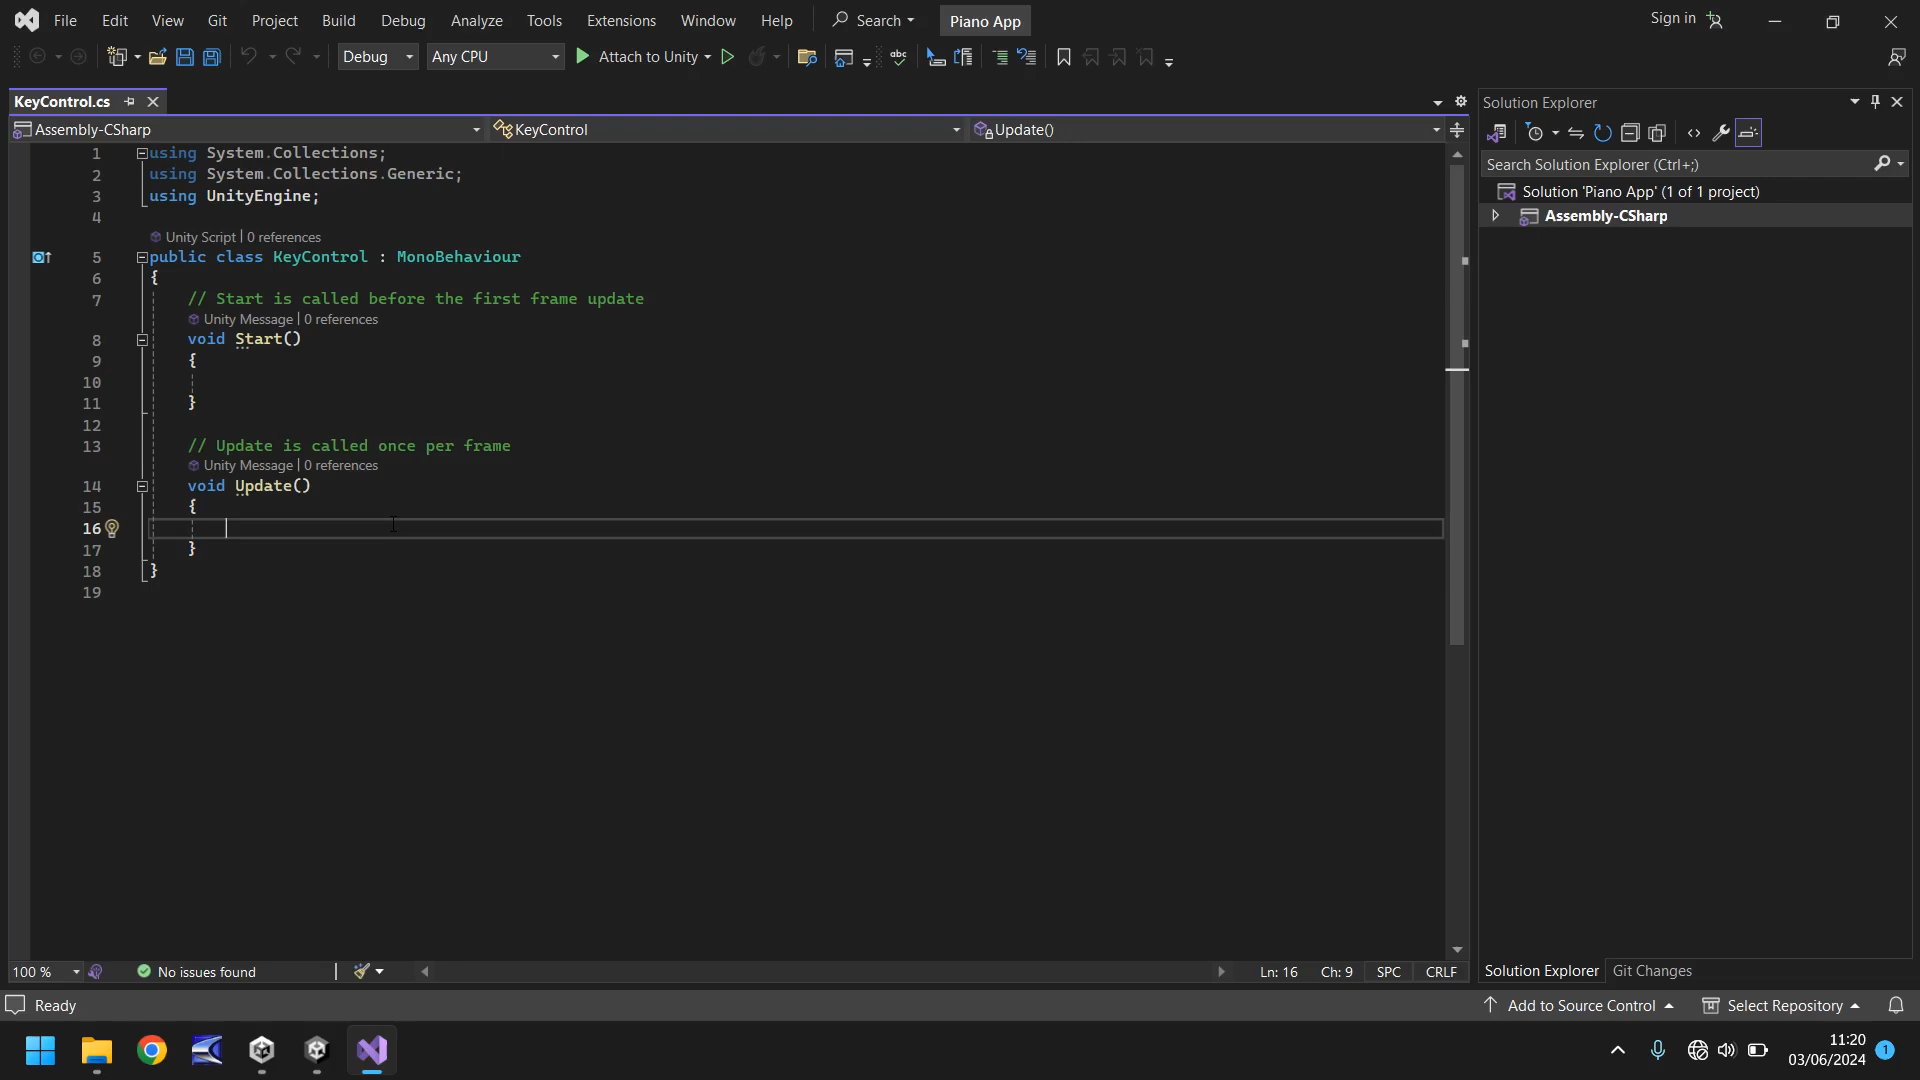 File Edit View Git Project Build Debug Analyze Tools Extensions Window Help Search Piano App Sign in
Debug Any CPU Attach to Unity
KeyControl.cs
Assembly-CSharp KeyControl Update()
1 using System.Collections;
2 using System.Collections.Generic;
3 using UnityEngine;
4
Unity Script | 0 references
5 public class KeyControl : MonoBehaviour
6 {
7 // Start is called before the first frame update
Unity Message | 0 references
8 void Start()
9 {
10
11 }
12
13 // Update is called once per frame
Unity Message | 0 references
14 void Update()
15 {
16
17 }
18 }
19
100 % No issues found Ln: 16 Ch: 9 SPC CRLF
Solution Explorer
Search Solution Explorer (Ctrl+;)
Solution 'Piano App' (1 of 1 project)
Assembly-CSharp
Solution Explorer Git Changes
Ready Add to Source Control Select Repository
11:20
03/06/2024 1